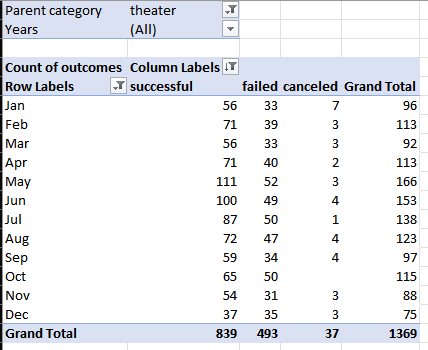 Parent category theater
Years (All)
Count of outcomes Column Labels
Row Labels successful failed canceled Grand Total
Jan 56 33 7 96
Feb 71 39 3 113
Mar 56 33 3 92
Apr 71 40 2 113
May 111 52 3 166
Jun 100 49 4 153
Jul 87 50 1 138
Aug 72 47 4 123
Sep 59 34 4 97
Oct 65 50 115
Nov 54 31 3 88
Dec 37 35 3 75
Grand Total 839 493 37 1369